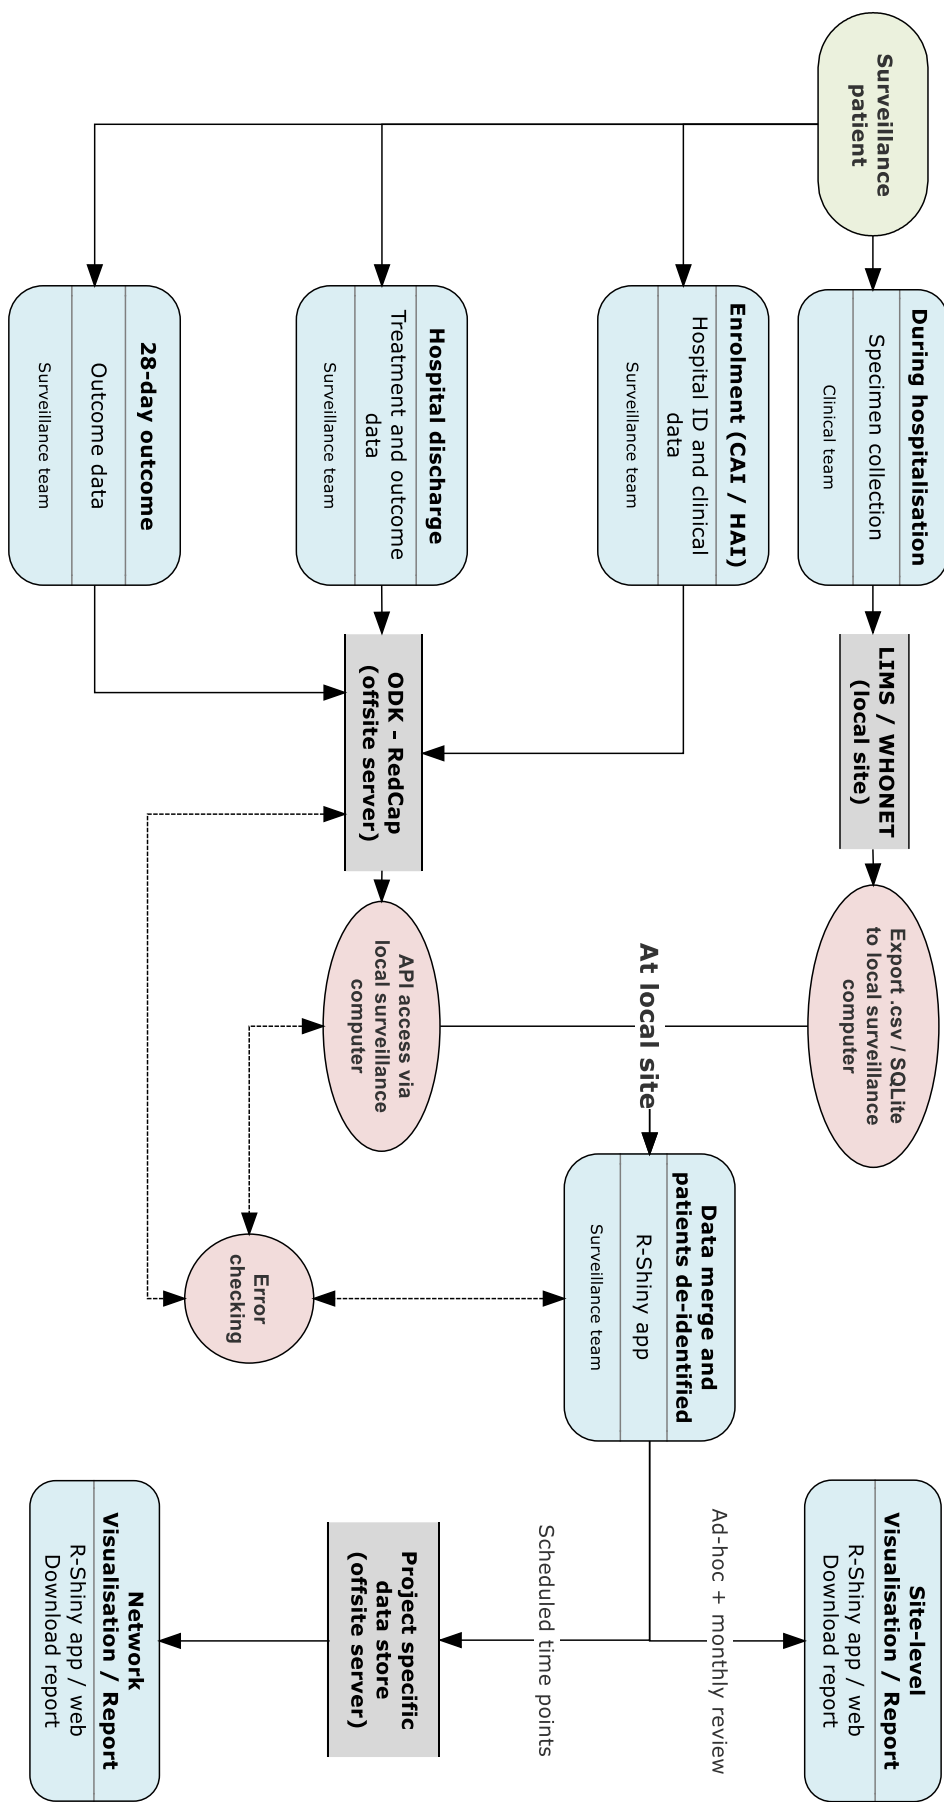 Surveillance
patient
During hospitalisation
Specimen collection
Clinical team
Enrolment (CAI / HAI)
Hospital ID and clinical
data
Surveillance team
Hospital discharge
Treatment and outcome
data
Surveillance team
28-day outcome
Outcome data
Surveillance team
LIMS / WHONET
(local site)
ODK - RedCap
(offsite server)
Export .csv / SQLite
to local surveillance
computer
At local site
API access via
local surveillance
computer
Data merge and
patients de-identified
R-Shiny app
Surveillance team
Error
checking
Ad-hoc + monthly review
Scheduled time points
Site-level
Visualisation / Report
R-Shiny app / web
Download report
Project specific
data store
(offsite server)
Network
Visualisation / Report
R-Shiny app / web
Download report